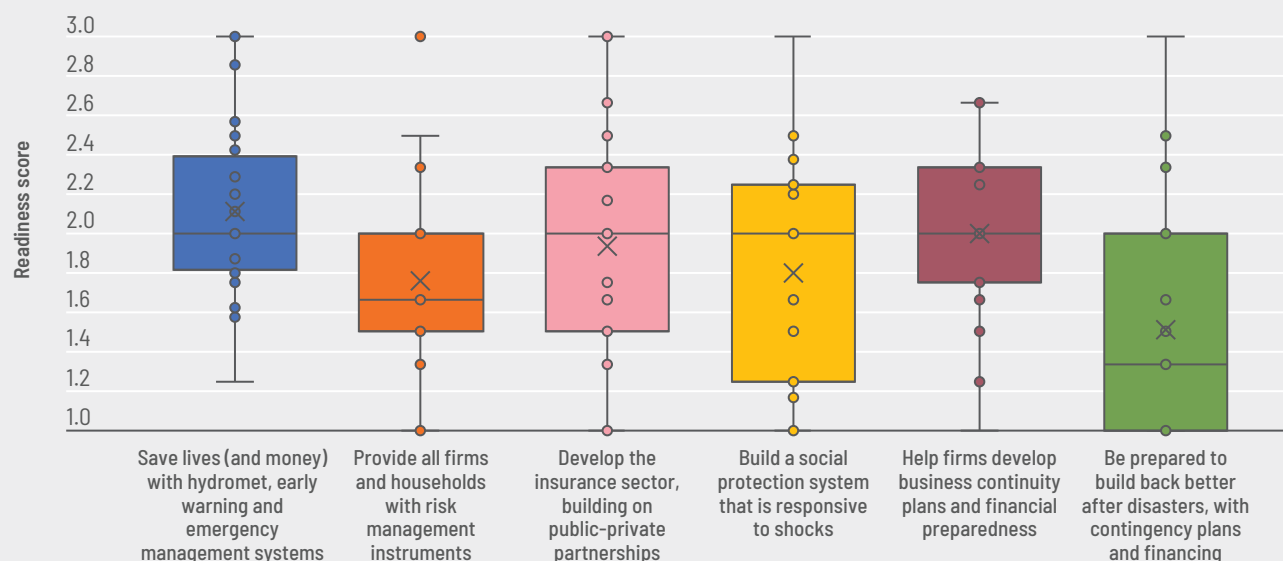 3.0
2.8
2.6
2.4
2.2
2.0
1.8
1.6
1.4
1.2
1.0
Readiness score
Save lives (and money)
with hydromet, early
warning and
emergency
management systems
Provide all firms
and households
with risk
management
instruments
Develop the
insurance sector,
building on
public-private
partnerships
Build a social
protection system
that is responsive
to shocks
Help firms develop
business continuity
plans and financial
preparedness
Be prepared to
build back better
after disasters, with
contingency plans
and financing